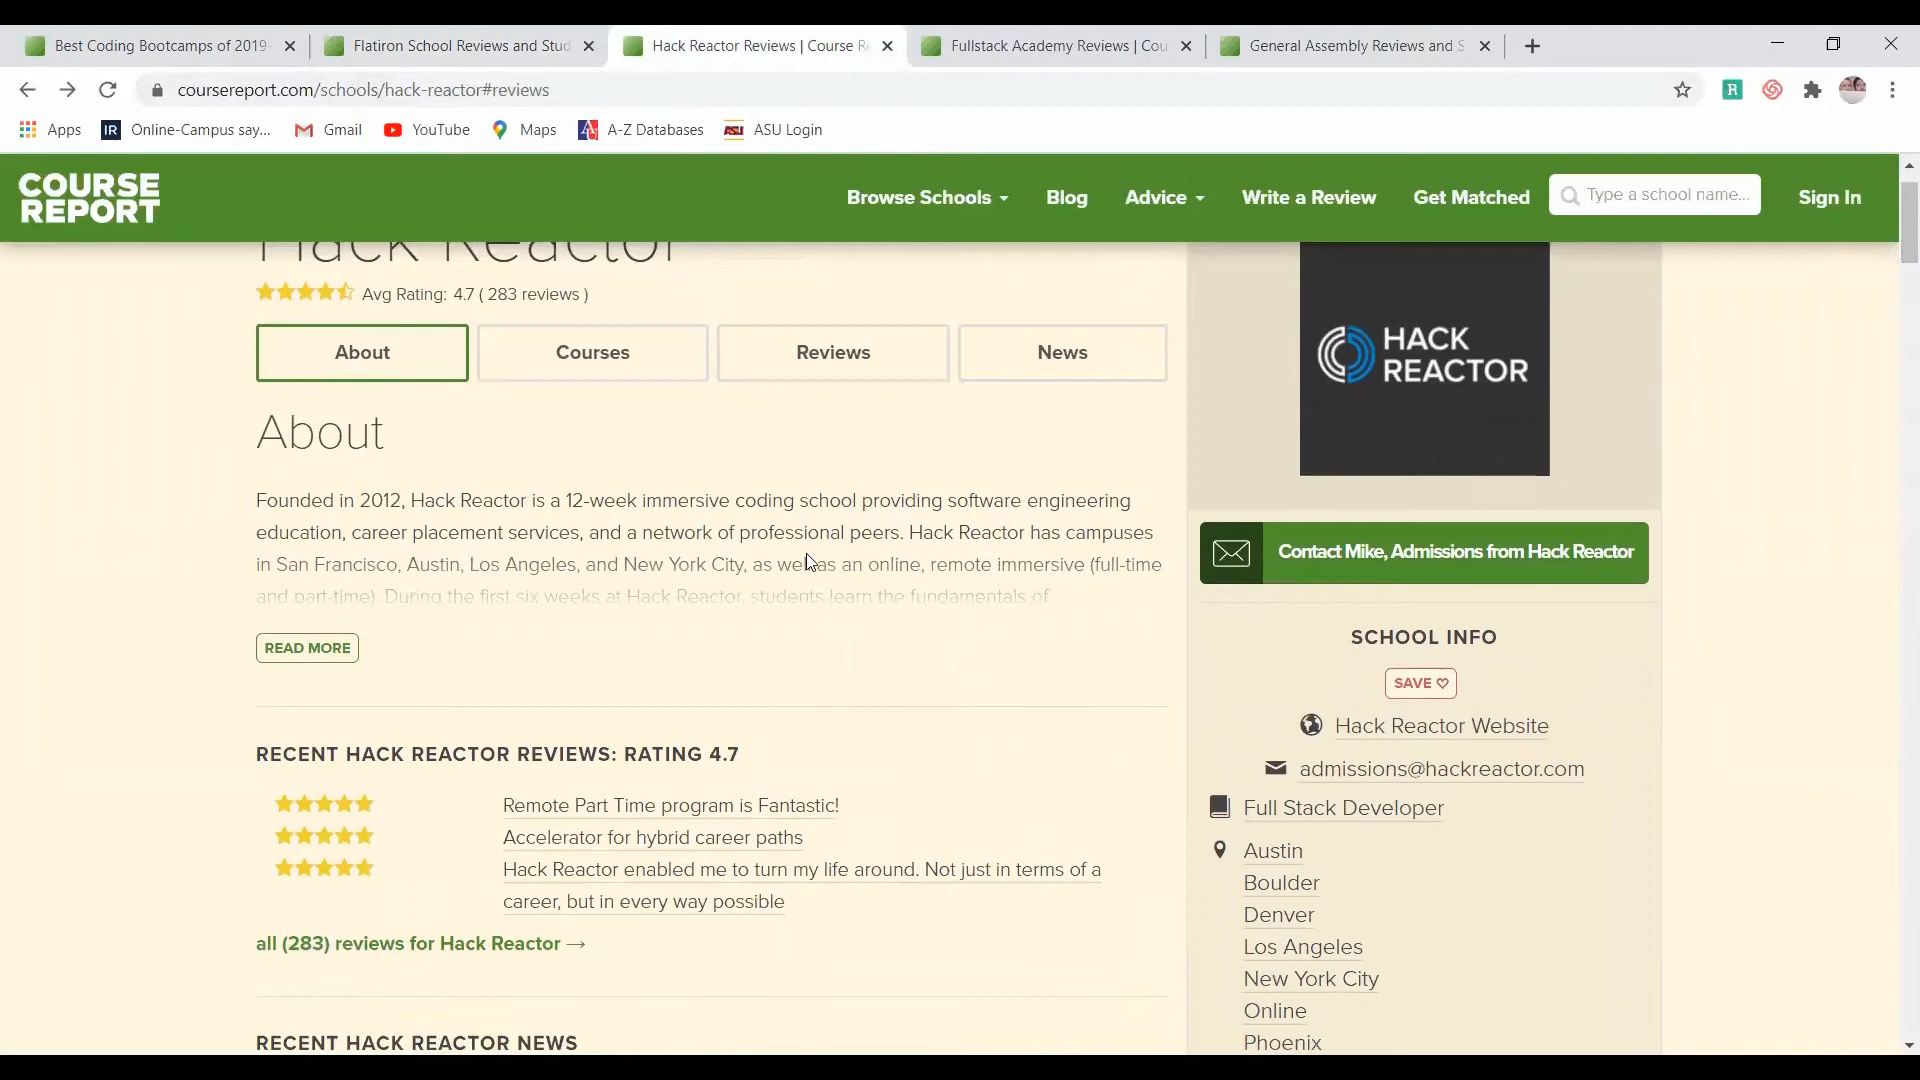 Best Coding Bootcamps of 2019-
Flatiron School Reviews and Stud
Hack Reactor Reviews | Course R
Fullstack Academy Reviews | Cou
General Assembly Reviews and S
coursereport.com/schools/hack-reactor#reviews
Apps
Online-Campus say...
Gmail
YouTube
Maps
A-Z Databases
ASU Login
COURSE
REPORT
Browse Schools
Blog
Advice
Write a Review
Get Matched
Type a school name...
Sign In
Hack Reactor
Avg Rating: 4.7 ( 283 reviews )
About
Courses
Reviews
News
About
Founded in 2012, Hack Reactor is a 12-week immersive coding school providing software engineering
education, career placement services, and a network of professional peers. Hack Reactor has campuses
in San Francisco, Austin, Los Angeles, and New York City, as well as an online, remote immersive (full-time
and part-time). During the first six weeks at Hack Reactor, students learn the fundamentals of
READ MORE
RECENT HACK REACTOR REVIEWS: RATING 4.7
Remote Part Time program is Fantastic!
Accelerator for hybrid career paths
Hack Reactor enabled me to turn my life around. Not just in terms of a
career, but in every way possible
all (283) reviews for Hack Reactor →
RECENT HACK REACTOR NEWS
HACK
REACTOR
Contact Mike, Admissions from Hack Reactor
SCHOOL INFO
SAVE
Hack Reactor Website
admissions@hackreactor.com
Full Stack Developer
Austin
Boulder
Denver
Los Angeles
New York City
Online
Phoenix